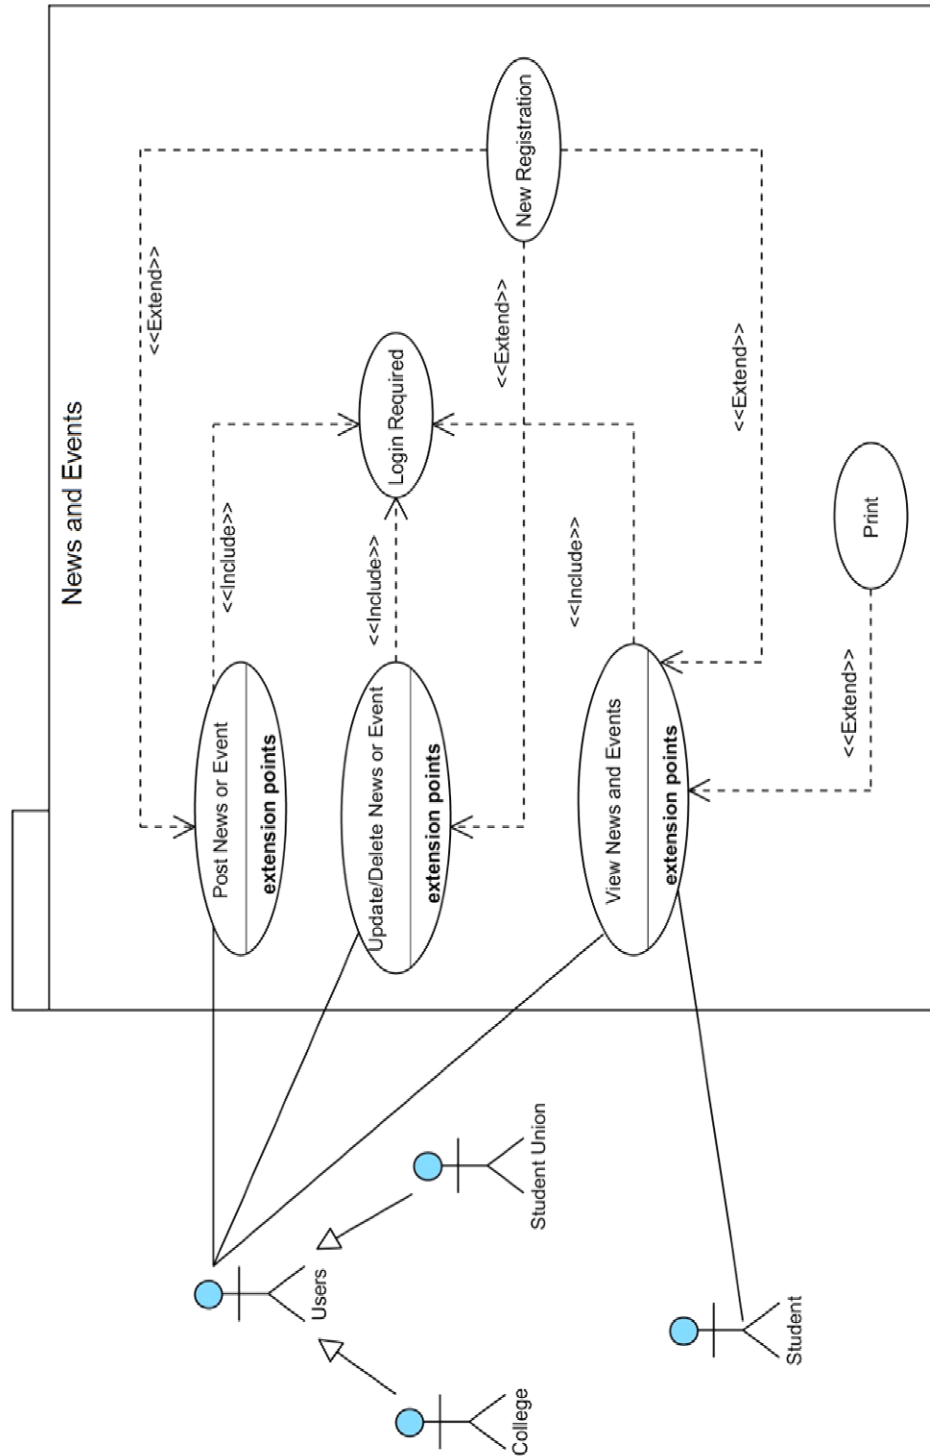 News and Events
<<Extend>>
Post News or Event
extension points
<<Include>>
Users
Login Required
Update/Delete News or Event
extension points
<<Include>>
College
Student Union
<<Extend>>
New Registration
<<Include>>
View News and Events
extension points
<<Extend>>
Student
<<Extend>>
Print